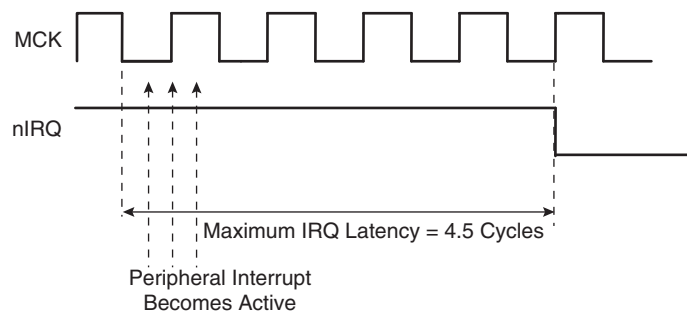 MCK
nIRQ
Maximum IRQ Latency = 4.5 Cycles
Peripheral Interrupt
Becomes Active